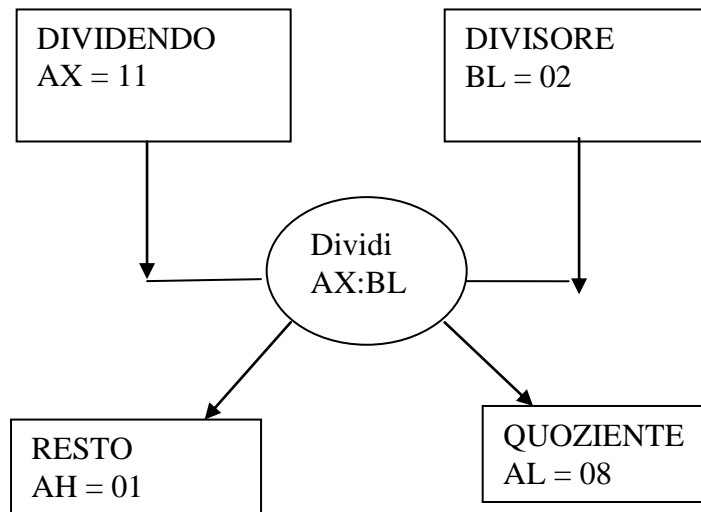 DIVIDENDO
AX = 11
DIVISORE
BL = 02
Dividi
AX:BL
RESTO
AH = 01
QUOZIENTE
AL = 08